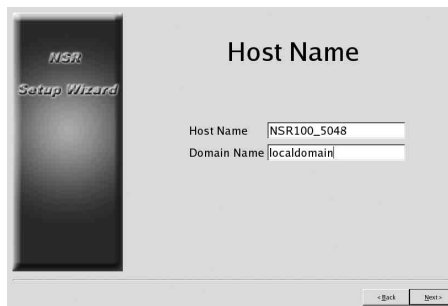 NSR
Setup Wizard
Host Name
Host Name NSR100_5048
Domain Name localdomain
< Back Next >